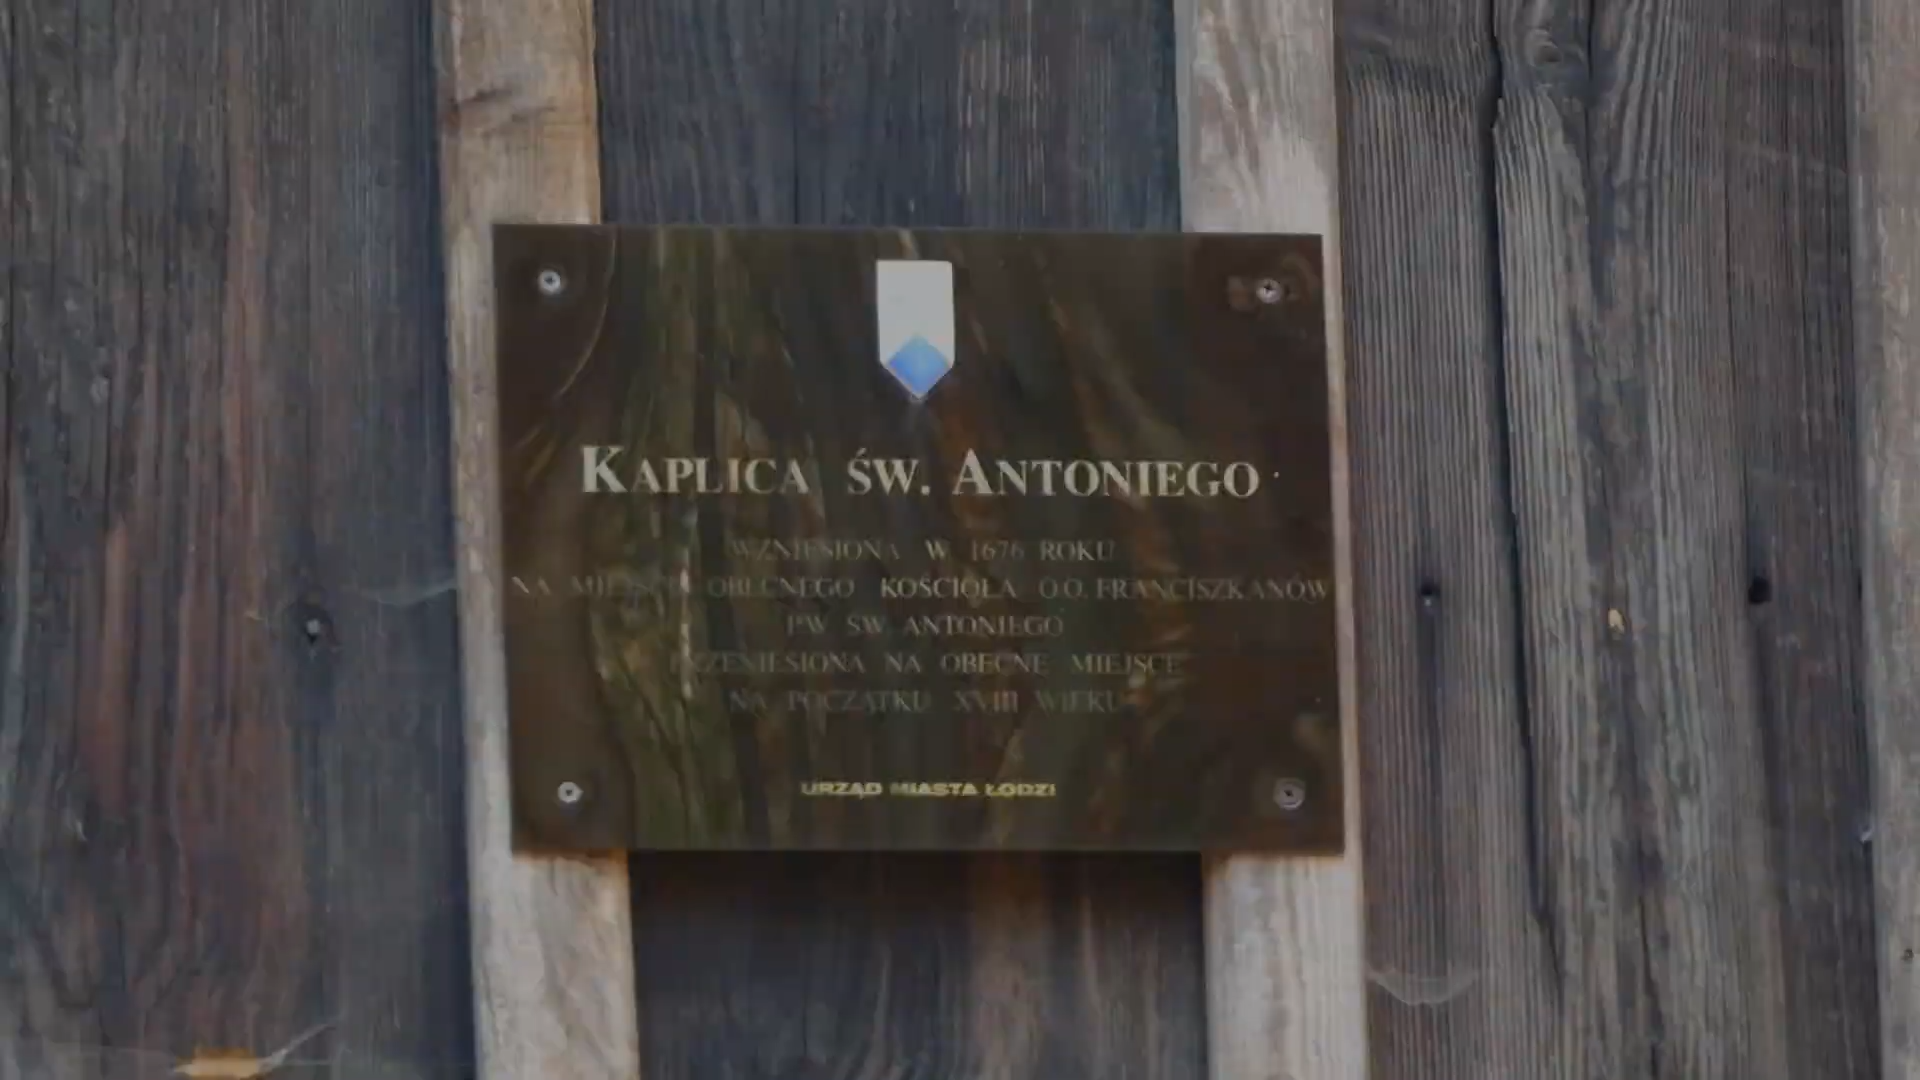 KAPLICA ŚW. ANTONIEGO
WZNIESIONA W 1676 ROKU
NA MIEJSCU OBECNEGO KOŚCIOŁA O.O. FRANCISZKANÓW
P.W. ŚW. ANTONIEGO
PRZENIESIONA NA OBECNE MIEJSCE
NA POCZĄTKU XVIII WIEKU
URZĄD MIASTA ŁODZI